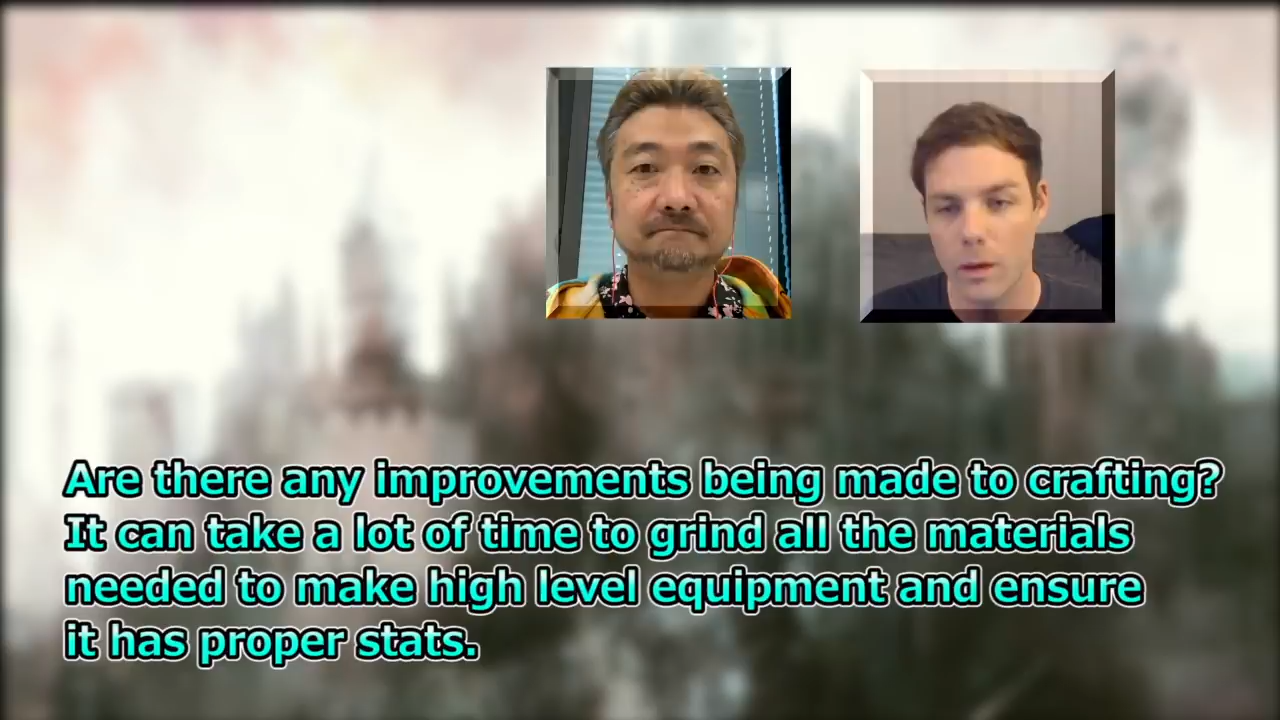 Are there any improvements being made to crafting?
It can take a lot of time to grind all the materials
needed to make high level equipment and ensure
it has proper stats.